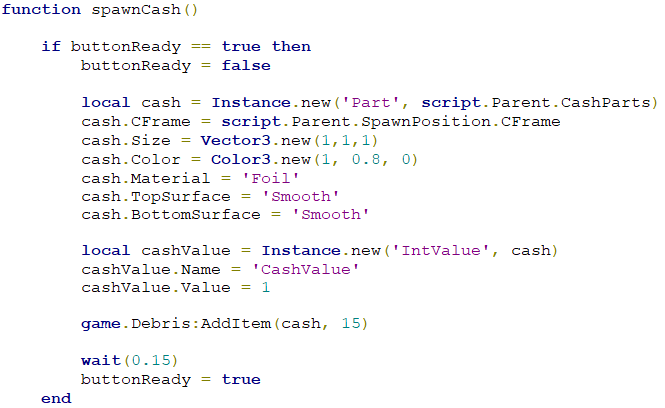 function spawnCash()
if buttonReady == true then
buttonReady = false
local cash = Instance.new('Part', script.Parent.CashParts)
cash.CFrame = script.Parent.SpawnPosition.CFrame
cash.Size = Vector3.new(1,1,1)
cash.Color = Color3.new(1, 0.8, 0)
cash.Material = 'Foil'
cash.TopSurface = 'Smooth'
cash.BottomSurface = 'Smooth'
local cashValue = Instance.new('IntValue', cash)
cashValue.Name = 'CashValue'
cashValue.Value = 1
game.Debris:AddItem(cash, 15)
wait(0.15)
buttonReady = true
end